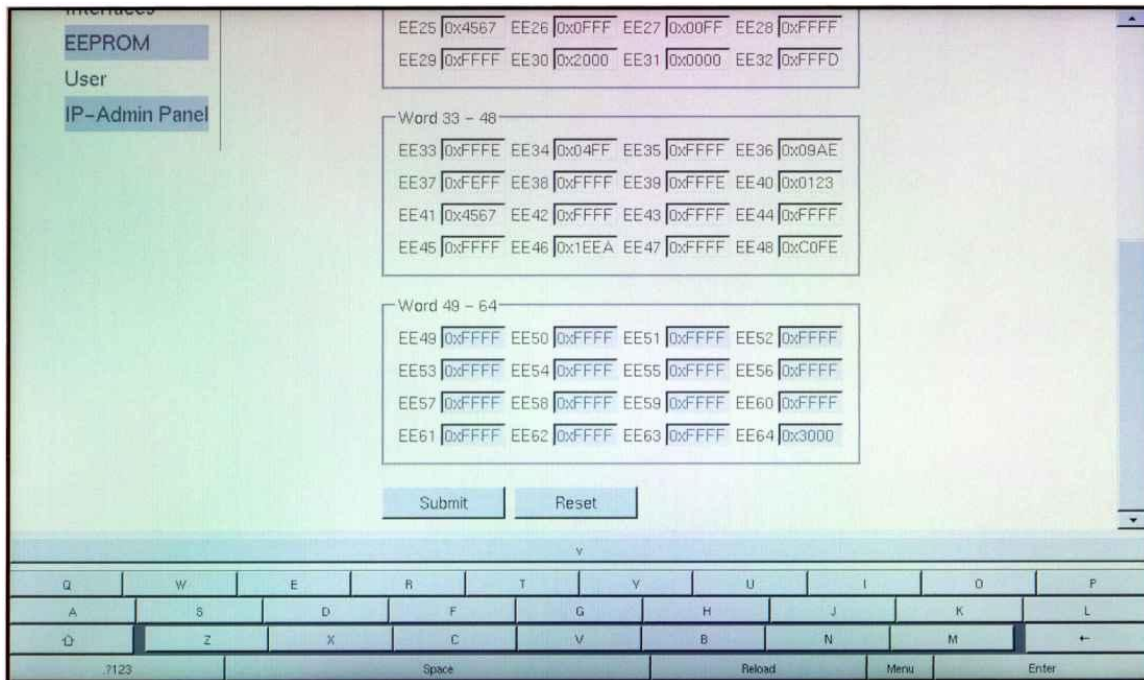 EEPROM
User
IP-Admin Panel
EE25 0x4567 EE26 0x0FFF EE27 0x00FF EE28 0xFFFF
EE29 0xFFFF EE30 0x2000 EE31 0x0000 EE32 0xFFFD
Word 33 - 48
EE33 0xFFFE EE34 0x04FF EE35 0xFFFF EE36 0x09AE
EE37 0xFEFF EE38 0xFFFF EE39 0xFFFE EE40 0x0123
EE41 0x4567 EE42 0xFFFF EE43 0xFFFF EE44 0xFFFF
EE45 0xFFFF EE46 0x1EEA EE47 0xFFFF EE48 0xC0FE
Word 49 - 64
EE49 0xFFFF EE50 0xFFFF EE51 0xFFFF EE52 0xFFFF
EE53 0xFFFF EE54 0xFFFF EE55 0xFFFF EE56 0xFFFF
EE57 0xFFFF EE58 0xFFFF EE59 0xFFFF EE60 0xFFFF
EE61 0xFFFF EE62 0xFFFF EE63 0xFFFF EE64 0x3000
Submit Reset
v
Q W E R T Y U I O P
A S D F G H J K L
Z X C V B N M
.?123 Space Reload Menu Enter